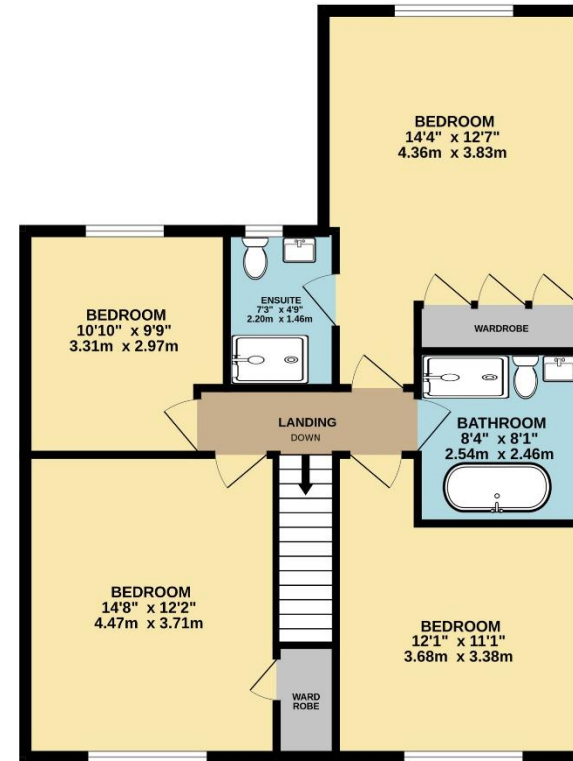 BEDROOM
14'4" x 12'7"
4.36m x 3.83m
BEDROOM
10'10" x 9'9"
3.31m x 2.97m
ENSUITE
7'3" x 4'9"
2.20m x 1.46m
WARDROBE
LANDING
DOWN
BATHROOM
8'4" x 8'1"
2.54m x 2.46m
BEDROOM
14'8" x 12'2"
4.47m x 3.71m
BEDROOM
12'1" x 11'1"
3.68m x 3.38m
WARD
ROBE